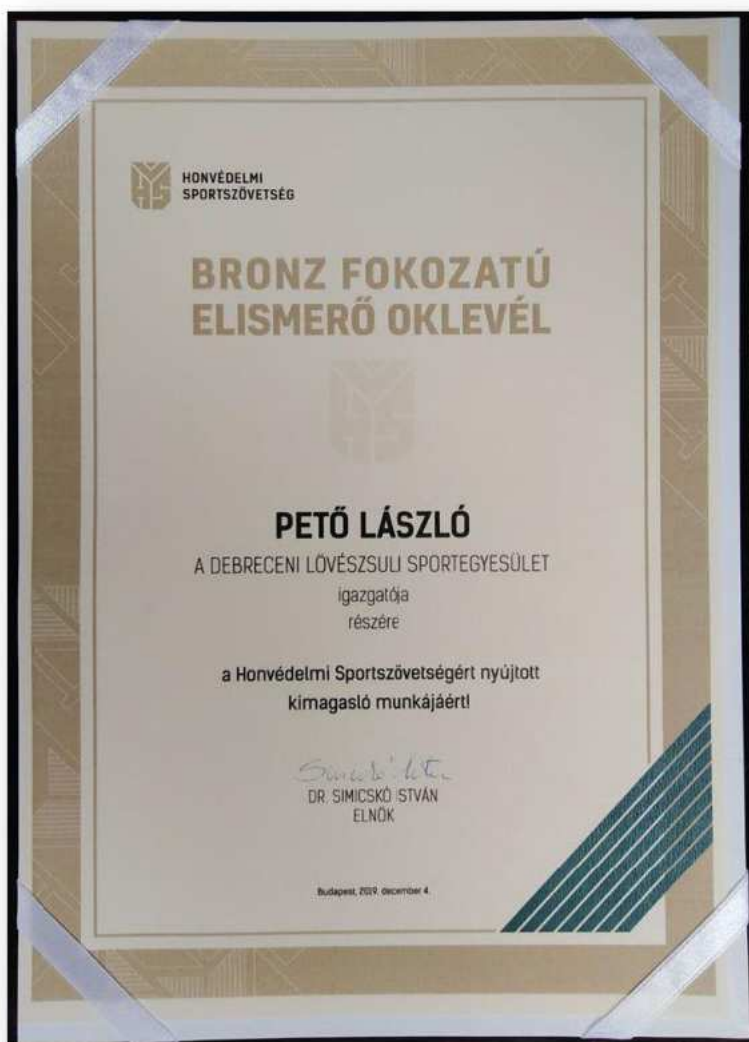 HONVÉDELMI
SPORTSZÖVETSÉG
BRONZ FOKOZATÚ
ELISMERŐ OKLEVÉL
PETŐ LÁSZLÓ
A DEBRECENI LÖVÉSZSULI SPORTEGYESÜLET
igazgatója
részére
a Honvédelmi Sportszövetségért nyújtott
kimagasló munkájáért!
DR. SIMICSKÓ ISTVÁN
ELNÖK
Budapest, 2019. december 4.